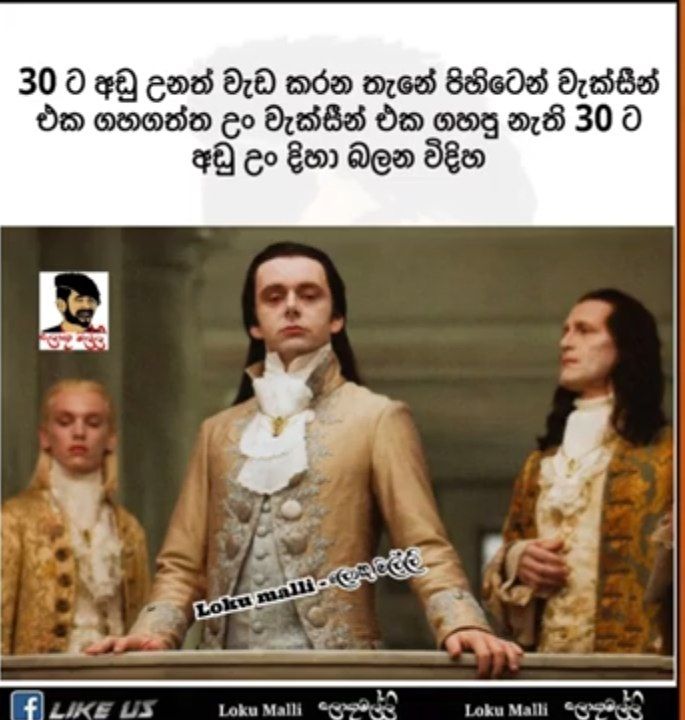 30 ට අඩු උනත් වැඩ කරන තැනේ පිහිටෙන් වැක්සීන්
එක ගහගත්ත උං වැක්සීන් එක ගහපු නැති 30 ට
අඩු උං දිහා බලන විදිහ
ලොකු මල්ලී
Loku malli - ලොකු මල්ලී
f LIKE US Loku Malli ලොකුමල්ලී Loku Malli ලොකුමල්ලී